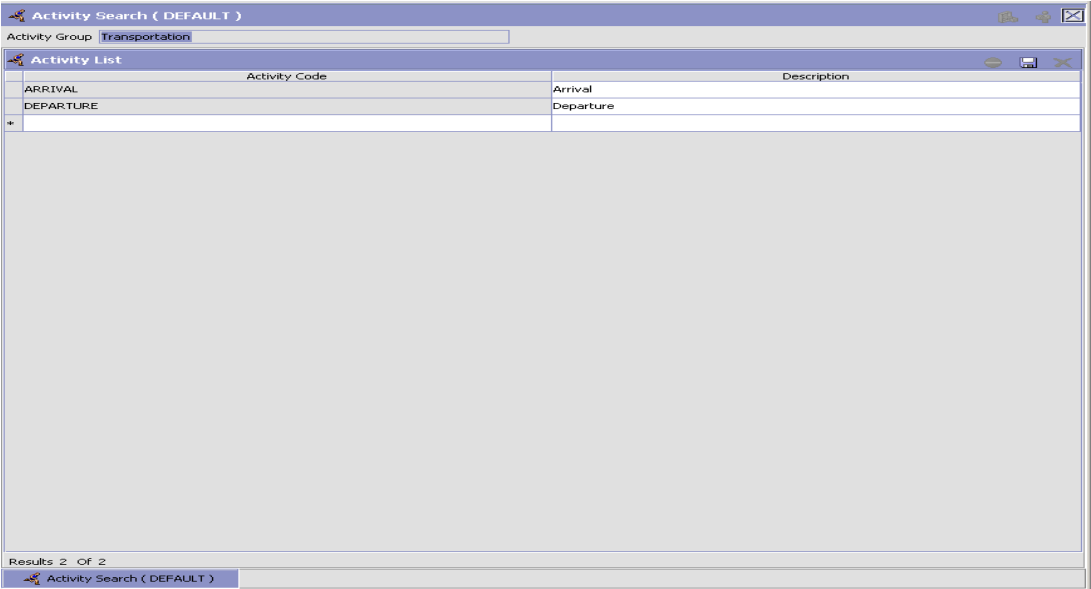 Activity Search ( DEFAULT )
Activity Group Transportation
Activity List
Activity Code Description
ARRIVAL Arrival
DEPARTURE Departure
*
Results 2 Of 2
Activity Search ( DEFAULT )